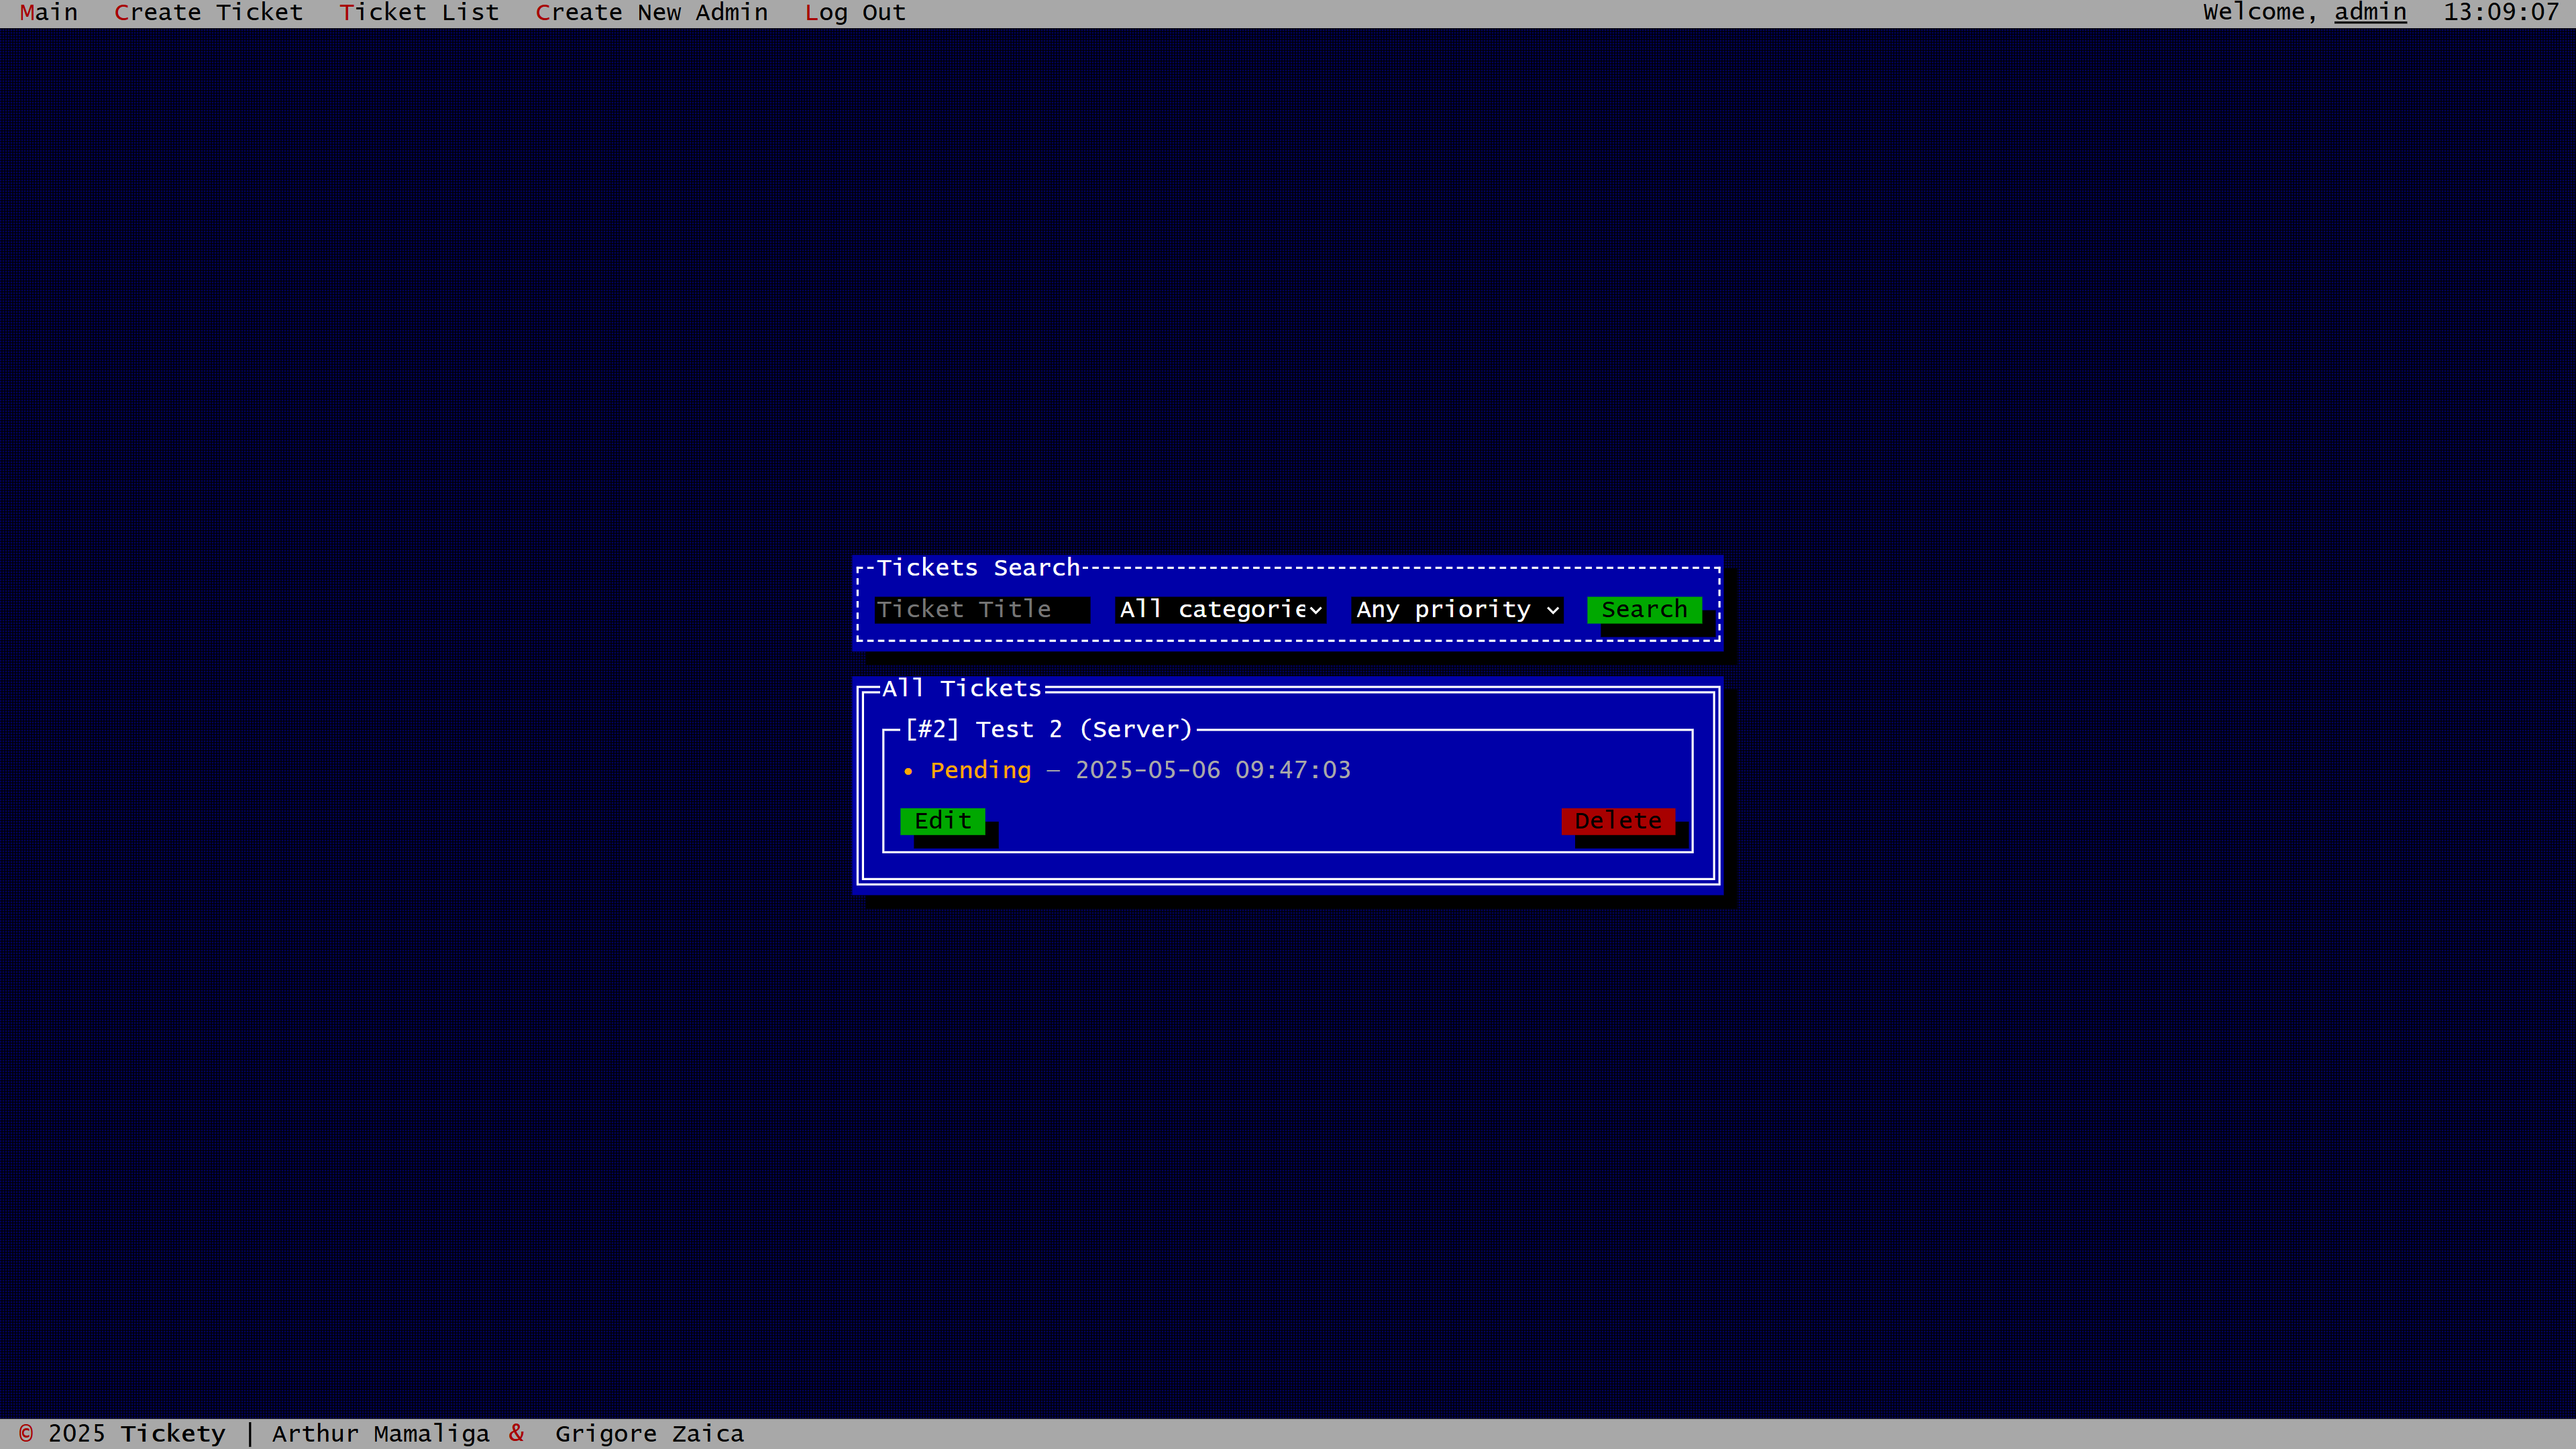 Main Create Ticket Ticket List Create New Admin Log Out Welcome, admin 13:09:07
Tickets Search
Ticket Title All categorie Any priority Search
All Tickets
[#2] Test 2 (Server)
• Pending — 2025-05-06 09:47:03
Edit Delete
© 2025 Tickety | Arthur Mamaliga & Grigore Zaica